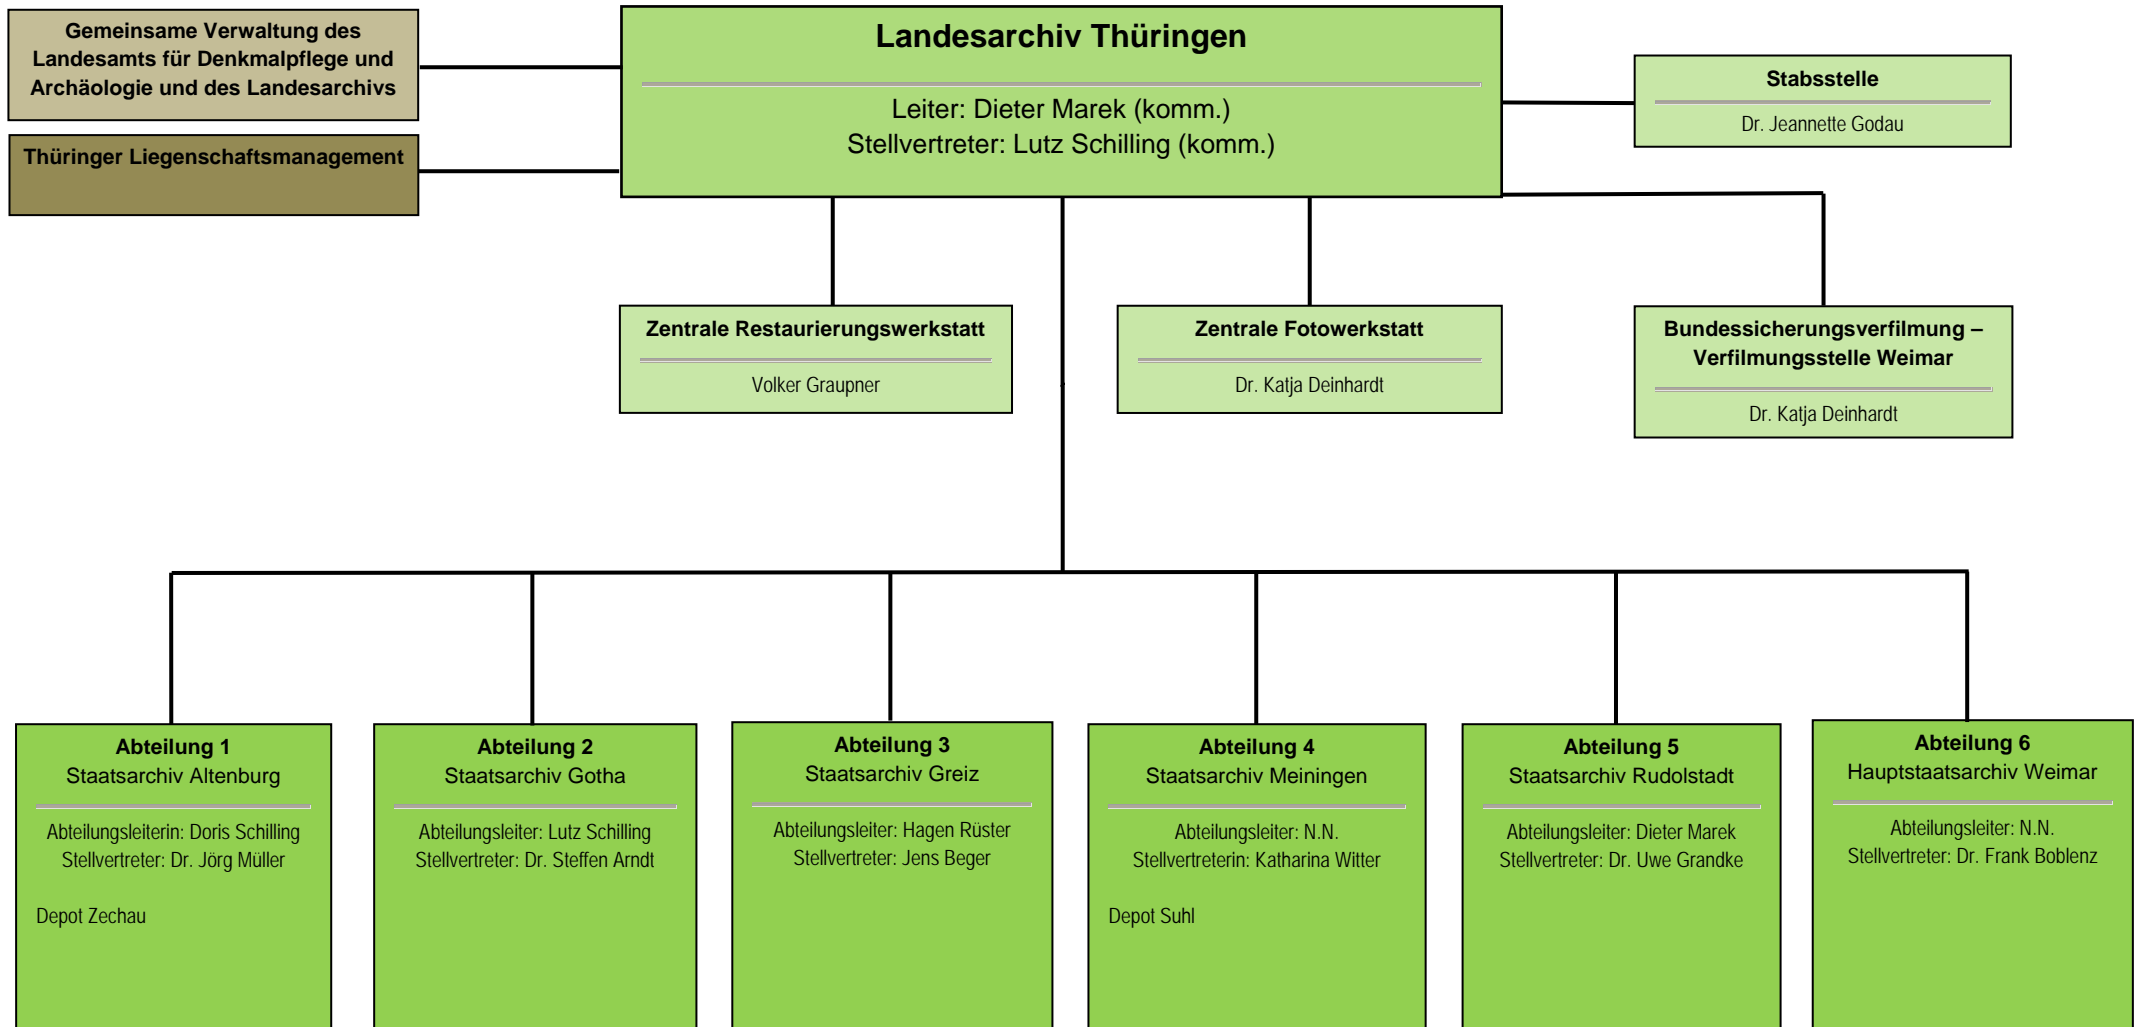 Gemeinsame Verwaltung des
Landesamts für Denkmalpflege und
Archäologie und des Landesarchivs
Thüringer Liegenschaftsmanagement
Landesarchiv Thüringen
Leiter: Dieter Marek (komm.)
Stellvertreter: Lutz Schilling (komm.)
Stabsstelle
Dr. Jeannette Godau
Zentrale Restaurierungswerkstatt
Volker Graupner
Zentrale Fotowerkstatt
Dr. Katja Deinhardt
Bundessicherungsverfilmung –
Verfilmungsstelle Weimar
Dr. Katja Deinhardt
Abteilung 1
Staatsarchiv Altenburg
Abteilungsleiterin: Doris Schilling
Stellvertreter: Dr. Jörg Müller
Depot Zechau
Abteilung 2
Staatsarchiv Gotha
Abteilungsleiter: Lutz Schilling
Stellvertreter: Dr. Steffen Arndt
Abteilung 3
Staatsarchiv Greiz
Abteilungsleiter: Hagen Rüster
Stellvertreter: Jens Beger
Abteilung 4
Staatsarchiv Meiningen
Abteilungsleiter: N.N.
Stellvertreterin: Katharina Witter
Depot Suhl
Abteilung 5
Staatsarchiv Rudolstadt
Abteilungsleiter: Dieter Marek
Stellvertreter: Dr. Uwe Grandke
Abteilung 6
Hauptstaatsarchiv Weimar
Abteilungsleiter: N.N.
Stellvertreter: Dr. Frank Boblenz